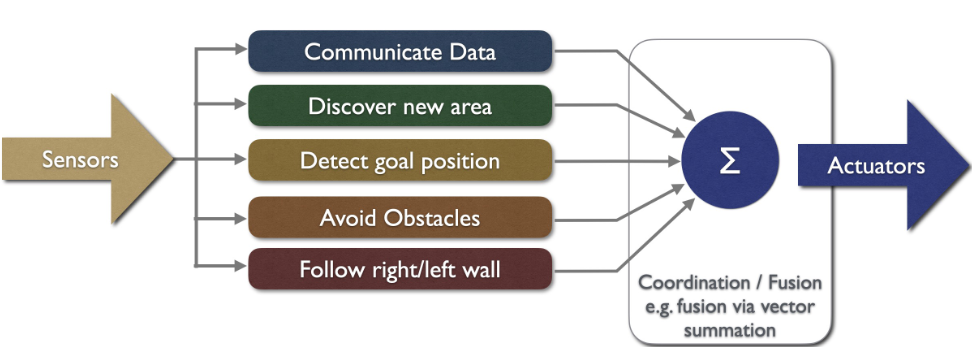 Communicate Data
Discover new area
Sensors
Detect goal position
Σ
Actuators
Avoid Obstacles
Follow right/left wall
Coordination / Fusion
e.g. fusion via vector
summation